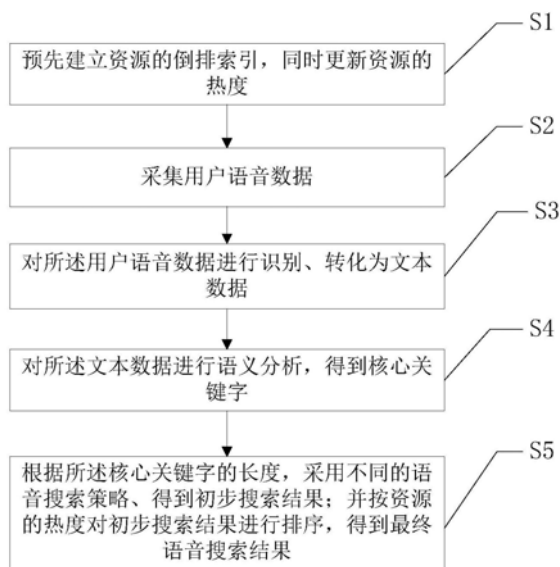 S1
预先建立资源的倒排索引，同时更新资源的
热度
S2
采集用户语音数据
S3
对所述用户语音数据进行识别、转化为文本
数据
S4
对所述文本数据进行语义分析，得到核心关
键字
S5
根据所述核心关键字的长度，采用不同的语
音搜索策略、得到初步搜索结果；并按资源
的热度对初步搜索结果进行排序，得到最终
语音搜索结果